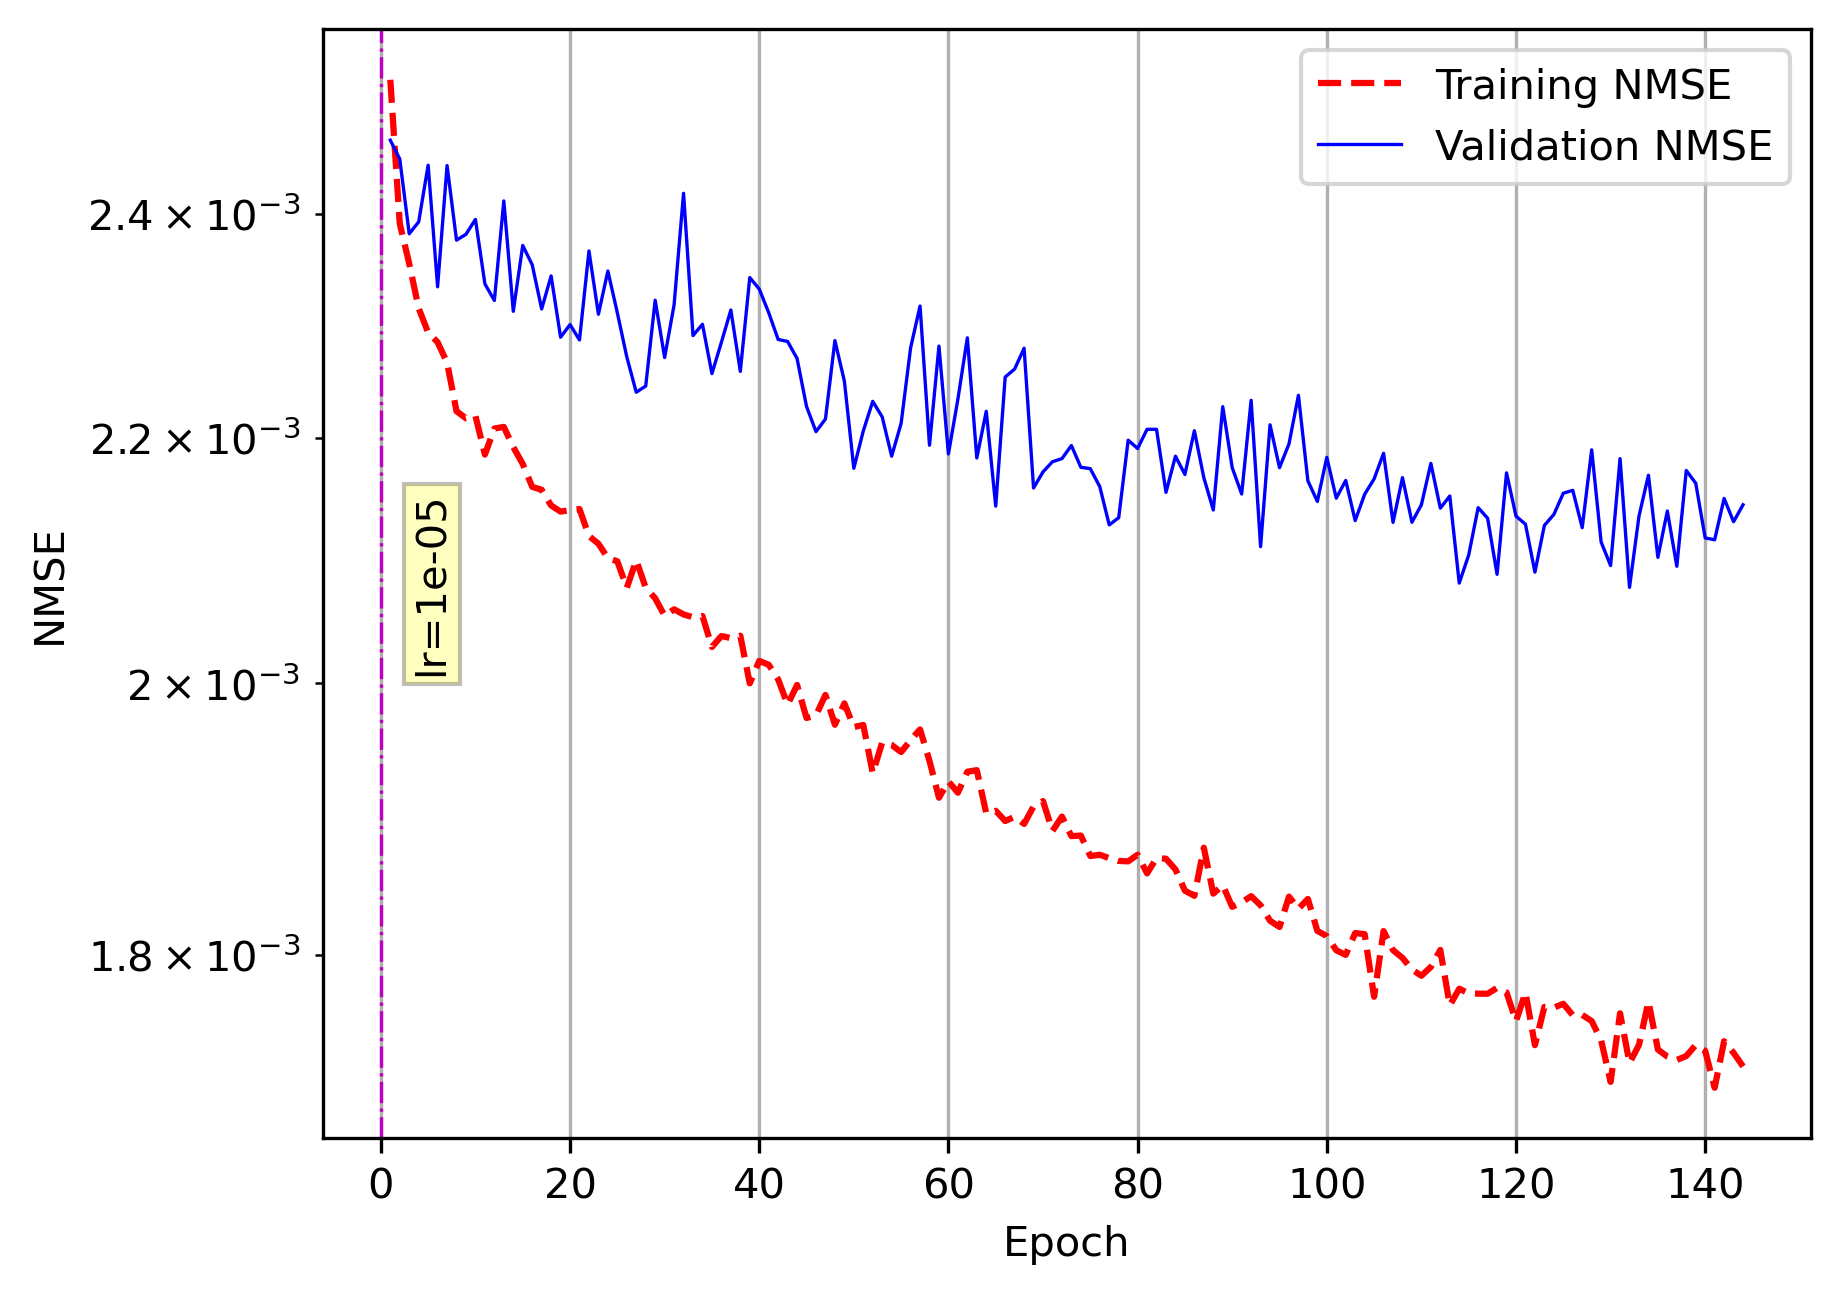 Training NMSE
Validation NMSE
2.4 × 10⁻³
2.2 × 10⁻³
2 × 10⁻³
1.8 × 10⁻³
NMSE
lr=1e-05
0 20 40 60 80 100 120 140
Epoch